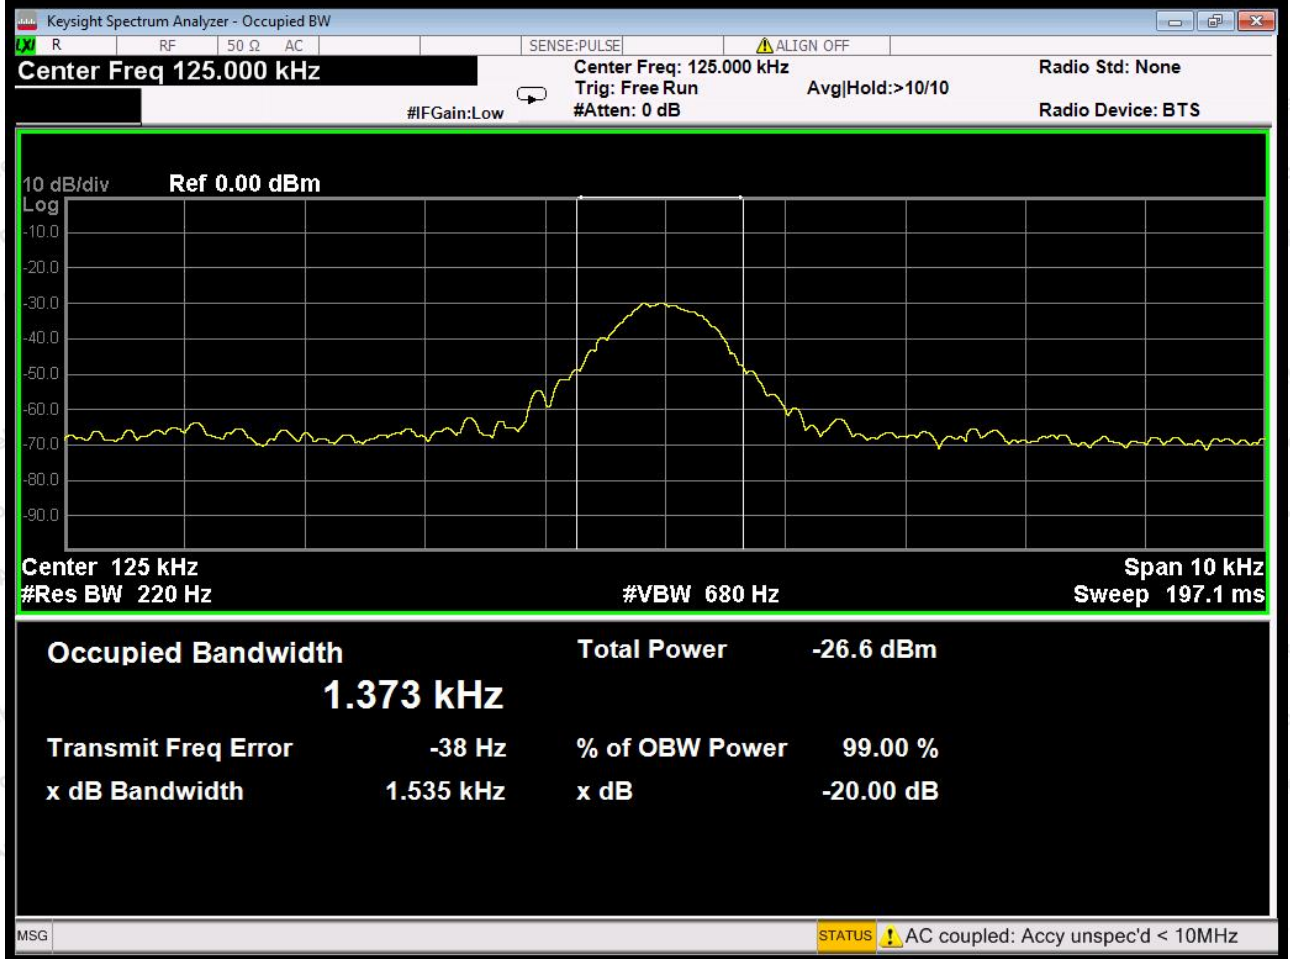 Keysight Spectrum Analyzer - Occupied BW
LXI R RF 50 Ω AC SENSE:PULSE ALIGN OFF
Center Freq 125.000 kHz
Center Freq: 125.000 kHz Radio Std: None
Trig: Free Run Avg|Hold:>10/10
#IFGain:Low #Atten: 0 dB Radio Device: BTS
10 dB/div Ref 0.00 dBm
Log
-10.0
-20.0
-30.0
-40.0
-50.0
-60.0
-70.0
-80.0
-90.0
Center 125 kHz Span 10 kHz
#Res BW 220 Hz #VBW 680 Hz Sweep 197.1 ms
Occupied Bandwidth Total Power -26.6 dBm
1.373 kHz
Transmit Freq Error -38 Hz % of OBW Power 99.00 %
x dB Bandwidth 1.535 kHz x dB -20.00 dB
MSG STATUS AC coupled: Accy unspec'd < 10MHz